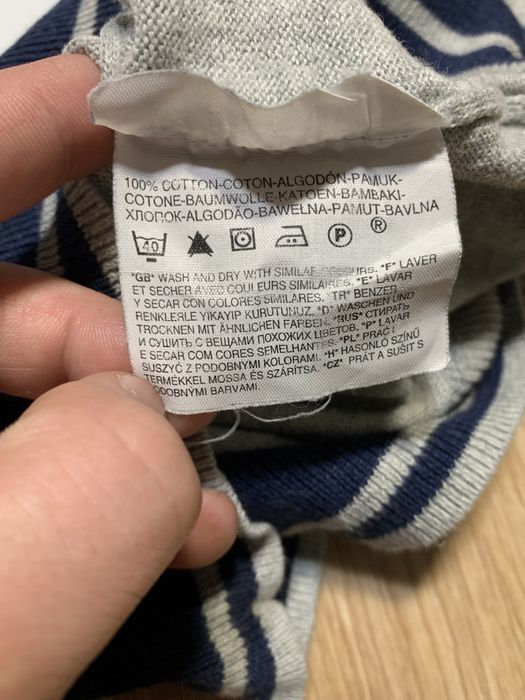 100% COTTON-COTON-ALGODÓN-PAMUK-
COTONE-BAUMWOLLE-KATOEN-BAMBAKI-
ХЛОПОК-ALGODÃO-BAWEŁNA-PAMUT-BAVLNA
40 P ®
*GB* WASH AND DRY WITH SIMILAR COLOURS. *F* LAVER
ET SECHER AVEC COULEURS SIMILAIRES. *E* LAVAR
Y SECAR CON COLORES SIMILARES. *TR* BENZER
RENKLERLE YIKAYIP KURUTUNUZ. *D* WASCHEN UND
TROCKNEN MIT ÄHNLICHEN FARBEN. *RUS* СТИРАТЬ
И СУШИТЬ С ВЕЩАМИ ПОХОЖИХ ЦВЕТОВ. *P* LAVAR
E SECAR COM CORES SEMELHANTES. *PL* PRAĆ I
SUSZYĆ Z PODOBNYMI KOLORAMI. *H* HASONLÓ SZÍNŰ
TERMÉKKEL MOSSA ÉS SZÁRÍTSA. *CZ* PRÁT A SUŠIT S
PODOBNÝMI BARVAMI.